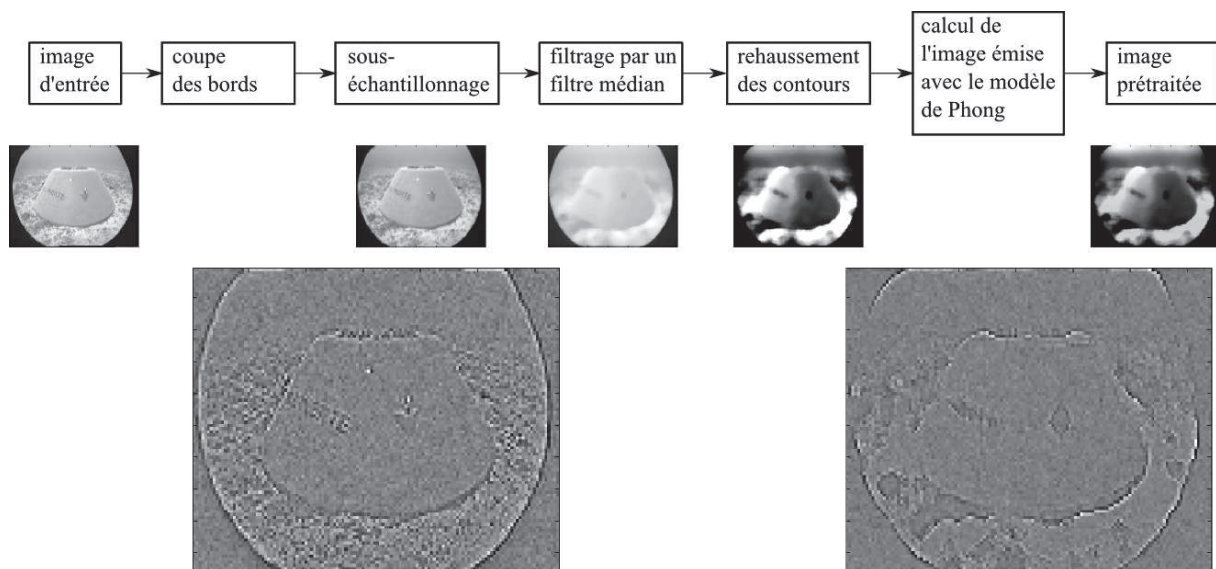 image
d'entrée
coupe
des bords
sous-
échantillonnage
filtrage par un
filtre médian
rehaussement
des contours
calcul de
l'image émise
avec le modèle
de Phong
image
prétraitée